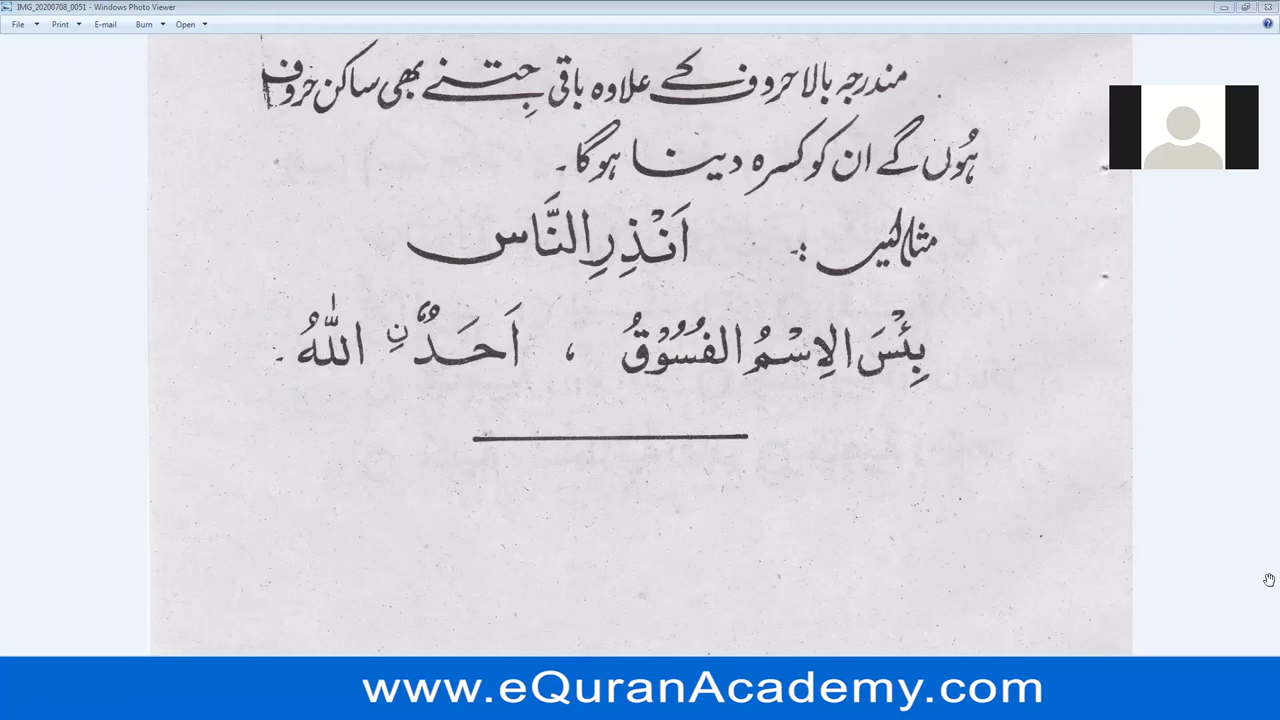 IMG_20200708_0051 - Windows Photo Viewer
File Print E-mail Burn Open
مندرجہ بالا حروف کے علاوہ باقی جتنے بھی ساکن حروف
ہُوں گے ان کو کسرہ دینا ہوگا۔
مثالیں :۔ اَنْذِرِ النَّاس
بِئْسَ الِاسْمُ الْفُسُوْقُ ، اَحَدٌ نِ اللّٰهُ ۔
www.eQuranAcademy.com